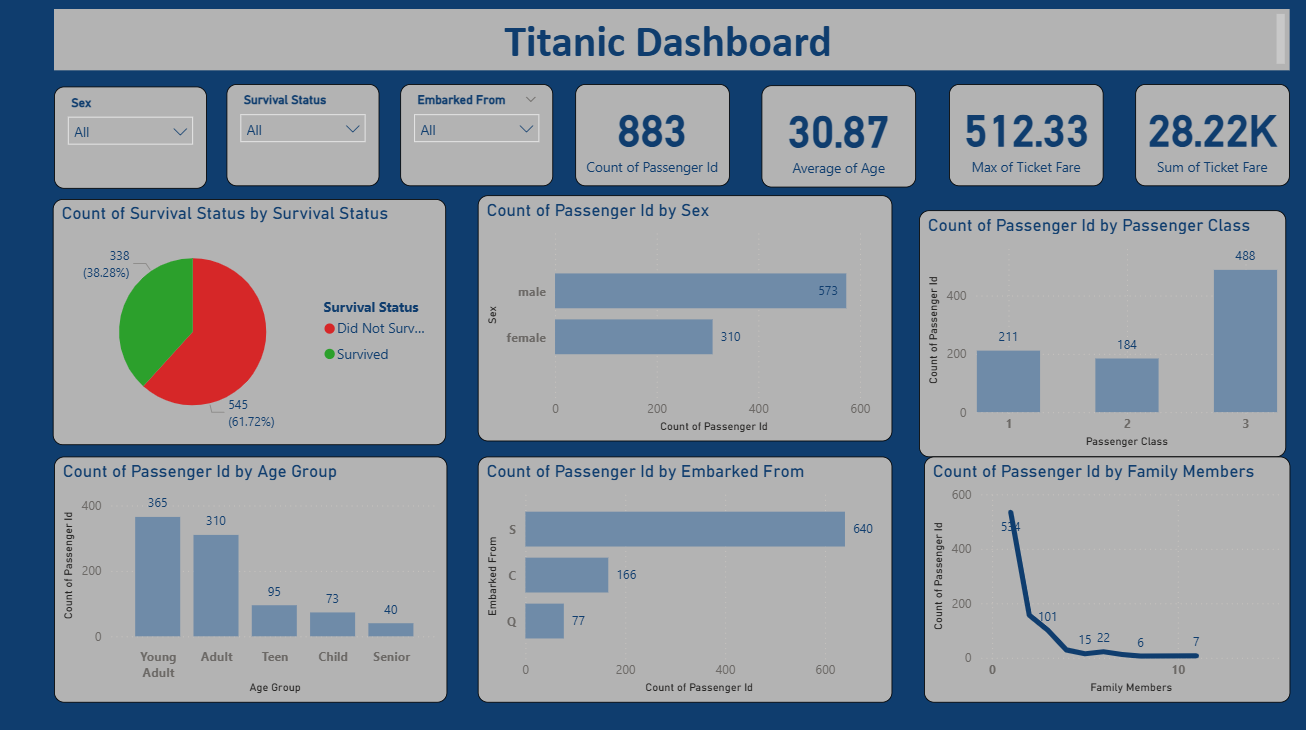 Titanic Dashboard
Sex
All
Survival Status
All
Embarked From
All
883
Count of Passenger Id
30.87
Average of Age
512.33
Max of Ticket Fare
28.22K
Sum of Ticket Fare
Count of Survival Status by Survival Status
338
(38.28%)
545
(61.72%)
Survival Status
Did Not Surv...
Survived
Count of Passenger Id by Sex
Sex
male
573
female
310
0 200 400 600
Count of Passenger Id
Count of Passenger Id by Passenger Class
Count of Passenger Id
400
200
0
211
184
488
1 2 3
Passenger Class
Count of Passenger Id by Age Group
Count of Passenger Id
400
200
0
365
310
95
73
40
Young
Adult
Adult
Teen
Child
Senior
Age Group
Count of Passenger Id by Embarked From
Embarked From
S
640
C
166
Q
77
0 200 400 600
Count of Passenger Id
Count of Passenger Id by Family Members
Count of Passenger Id
600
400
200
0
534
101
15
22
6
7
0 10
Family Members